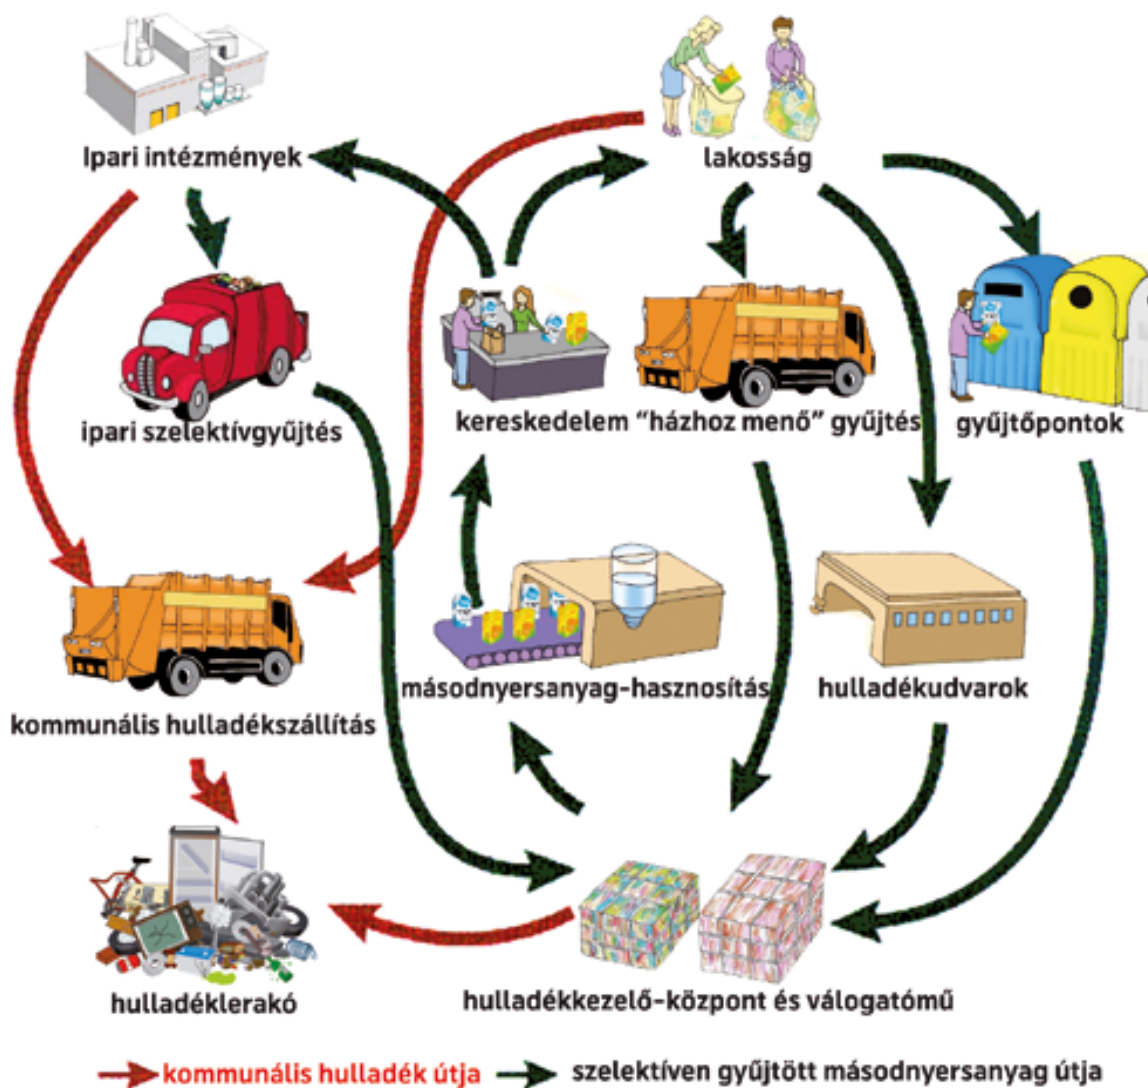 Ipari intézmények
lakosság
ipari szelektívgyűjtés
kereskedelem
“házhoz menő” gyűjtés
gyűjtőpontok
kommunális hulladékszállítás
másodnyersanyag-hasznosítás
hulladékudvarok
hulladéklerakó
hulladékkezelő-központ és válogatómű
kommunális hulladék útja
szelektíven gyűjtött másodnyersanyag útja